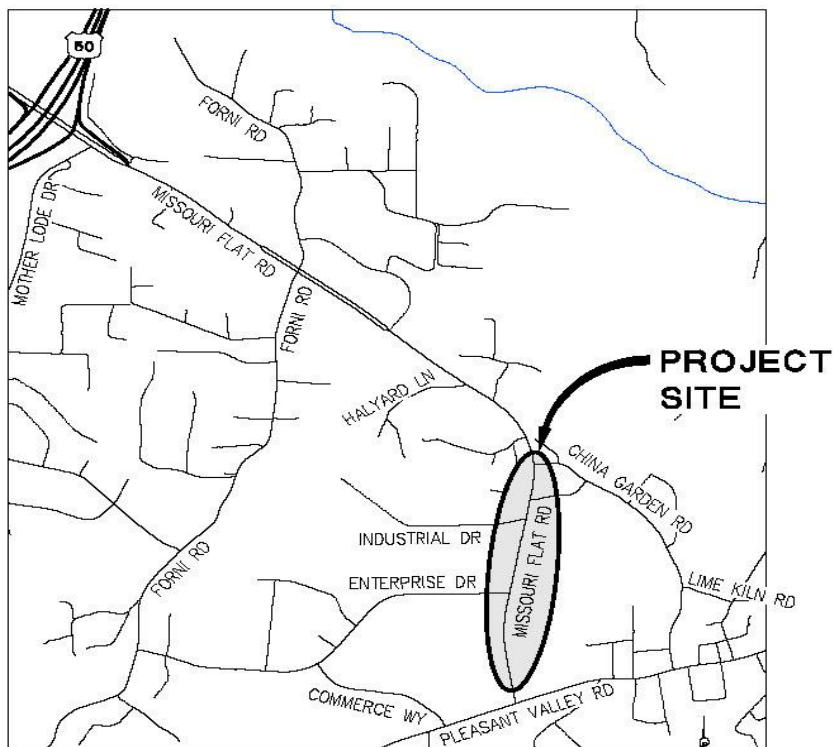 50
FORNI RD
MOTHER LODE DR
MISSOURI FLAT RD
FORNI RD
PROJECT
SITE
HALYARD LN
CHINA GARDEN RD
INDUSTRIAL DR
MISSOURI FLAT RD
FORNI RD
ENTERPRISE DR
LIME KILN RD
COMMERCE WY
PLEASANT VALLEY RD